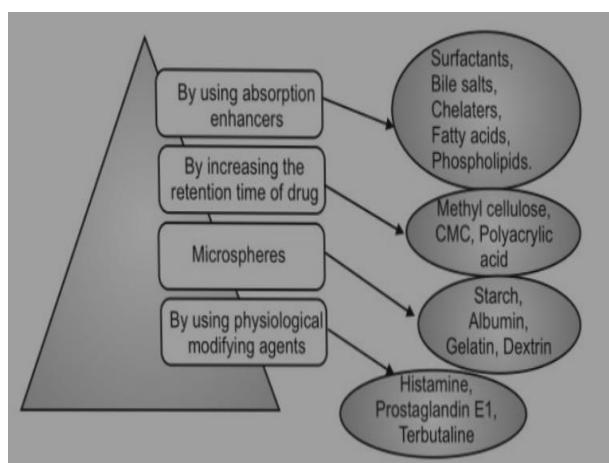 By using absorption
enhancers
Surfactants,
Bile salts,
Chelaters,
Fatty acids,
Phospholipids.
By increasing the
retention time of drug
Methyl cellulose,
CMC, Polyacrylic
acid
Microspheres
Starch,
Albumin,
Gelatin, Dextrin
By using physiological
modifying agents
Histamine,
Prostaglandin E1,
Terbutaline